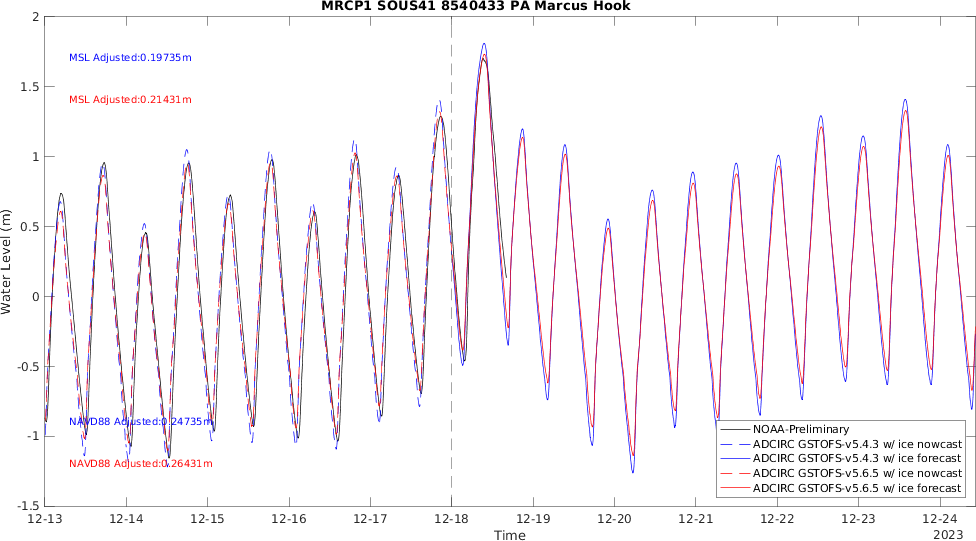 MRCP1 SOUS41 8540433 PA Marcus Hook
Water Level (m)
2
1.5
1
0.5
0
-0.5
-1
-1.5
MSL Adjusted:0.19735m
MSL Adjusted:0.21431m
NAVD88 Adjusted:0.24735m
NAVD88 Adjusted:0.26431m
NOAA-Preliminary
ADCIRC GSTOFS-v5.4.3 w/ ice nowcast
ADCIRC GSTOFS-v5.4.3 w/ ice forecast
ADCIRC GSTOFS-v5.6.5 w/ ice nowcast
ADCIRC GSTOFS-v5.6.5 w/ ice forecast
12-13 12-14 12-15 12-16 12-17 12-18 12-19 12-20 12-21 12-22 12-23 12-24
Time
2023